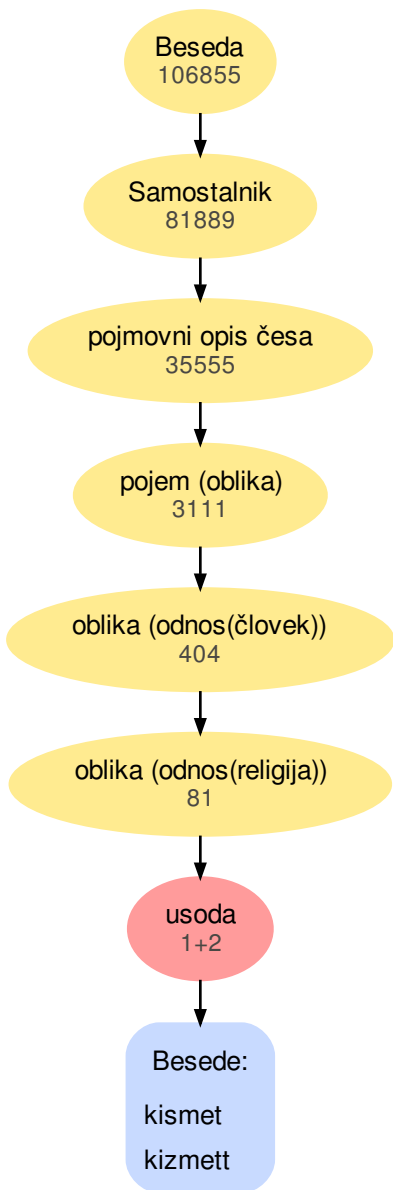 Beseda
106855
Samostalnik
81889
pojmovni opis česa
35555
pojem (oblika)
3111
oblika (odnos(človek))
404
oblika (odnos(religija))
81
usoda
1+2
Besede:
kismet
kizmett